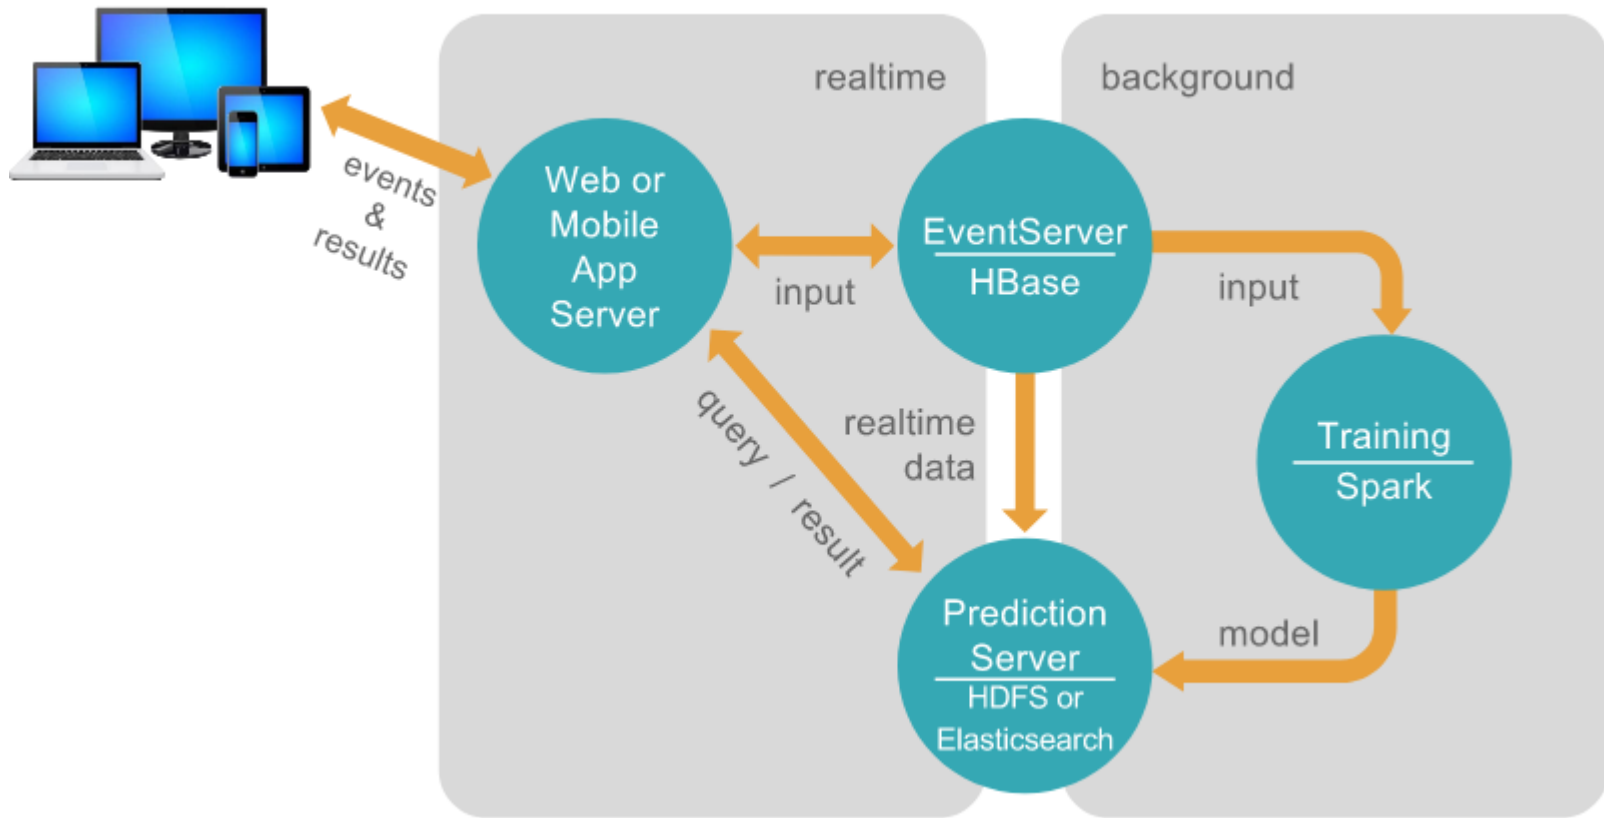 realtime
background
events
&
results
Web or
Mobile
App
Server
input
EventServer
HBase
input
query / result
realtime
data
Training
Spark
Prediction
Server
HDFS or
Elasticsearch
model